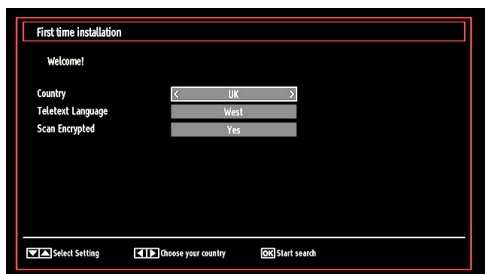 First time installation
Welcome!
Country < UK >
Teletext Language West
Scan Encrypted Yes
Select Setting Choose your country OK Start search